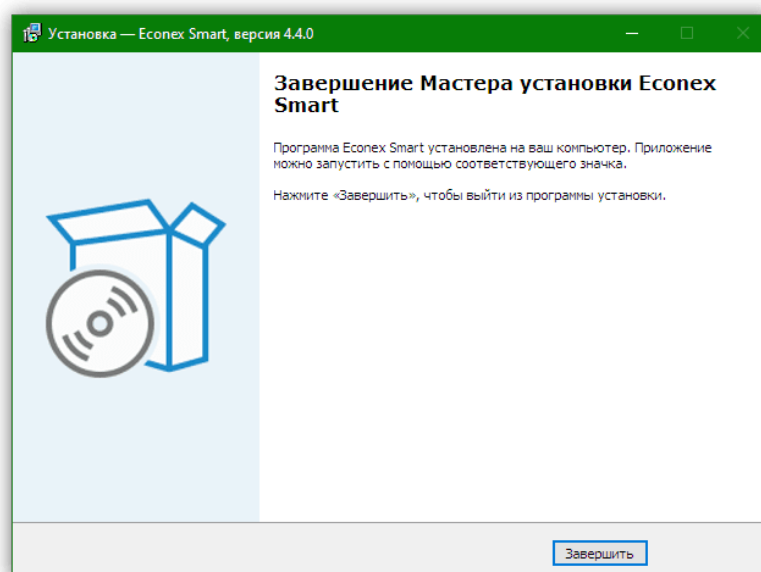 Установка — Econex Smart, версия 4.4.0
Завершение Мастера установки Econex
Smart
Программа Econex Smart установлена на ваш компьютер. Приложение
можно запустить с помощью соответствующего значка.
Нажмите «Завершить», чтобы выйти из программы установки.
Завершить